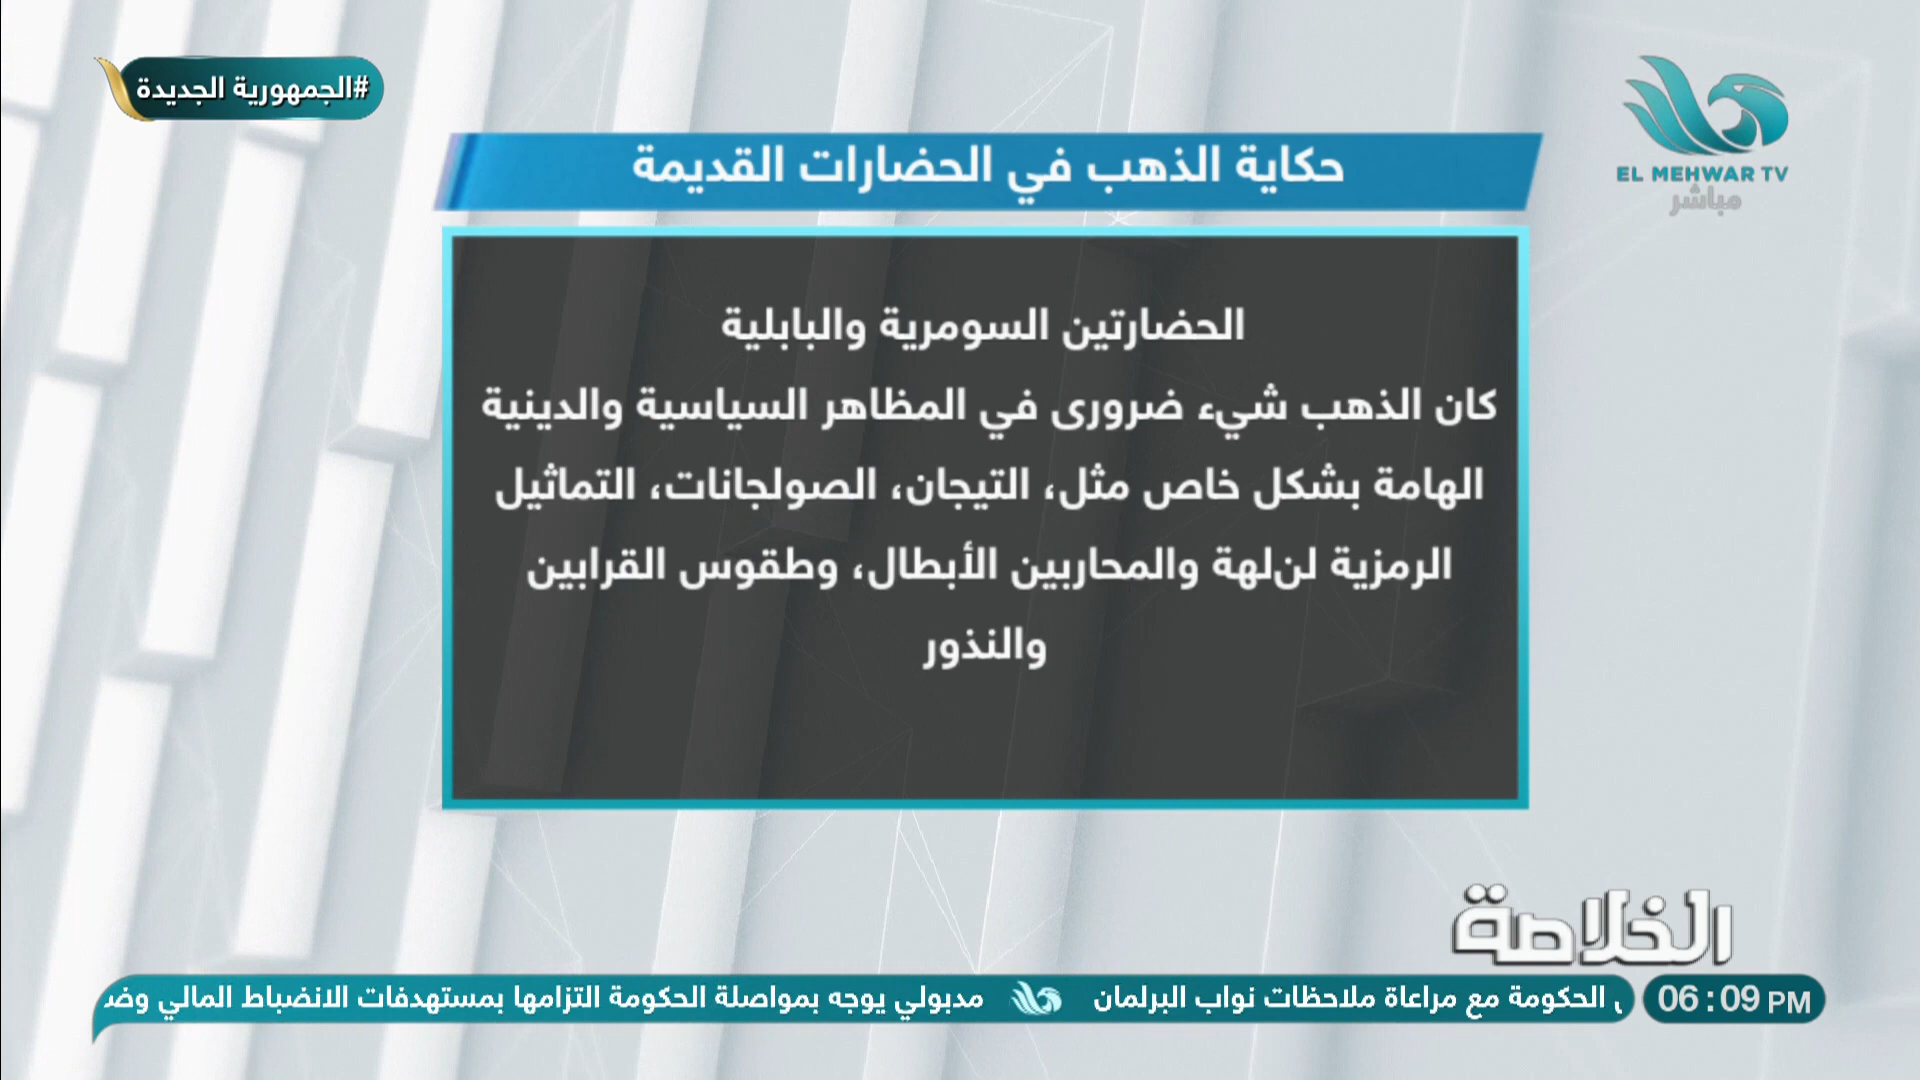 #الجمهورية الجديدة
EL MEHWAR TV
مباشر
حكاية الذهب في الحضارات القديمة
الحضارتين السومرية والبابلية
كان الذهب شيء ضرورى في المظاهر السياسية والدينية
الهامة بشكل خاص مثل، التيجان، الصولجانات، التماثيل
الرمزية لن لهة والمحاربين الأبطال، وطقوس القرابين
والنذور
الخلاصة
الحكومة مع مراعاة ملاحظات نواب البرلمان مدبولي يوجه بمواصلة الحكومة التزامها بمستهدفات الانضباط المالي
06:09 PM